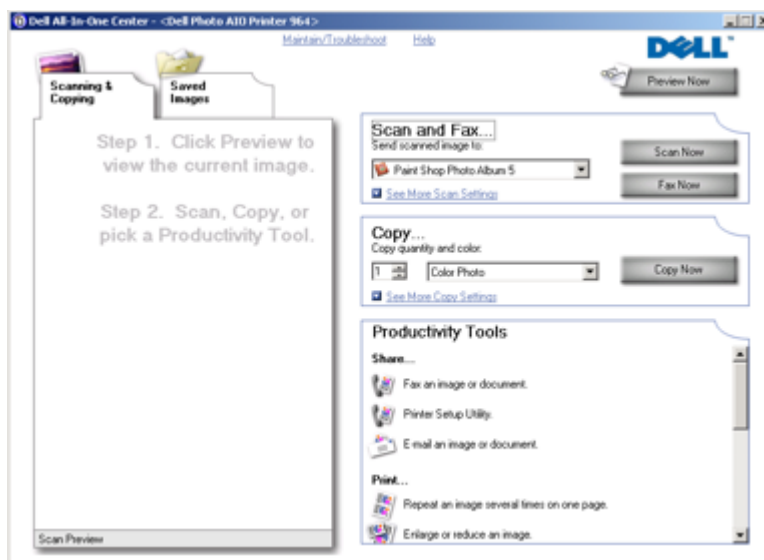 Dell All-In-One Center - <Dell Photo AIO Printer 964>
Maintain/Troubleshoot Help
DELL™
Preview Now
Scanning &
Copying
Saved
Images
Step 1. Click Preview to
view the current image.
Step 2. Scan, Copy, or
pick a Productivity Tool.
Scan Preview
Scan and Fax...
Send scanned image to:
Paint Shop Photo Album 5
See More Scan Settings
Scan Now
Fax Now
Copy...
Copy quantity and color.
1 Color Photo
See More Copy Settings
Copy Now
Productivity Tools
Share...
Fax an image or document.
Printer Setup Utility.
E-mail an image or document.
Print...
Repeat an image several times on one page.
Enlarge or reduce an image.